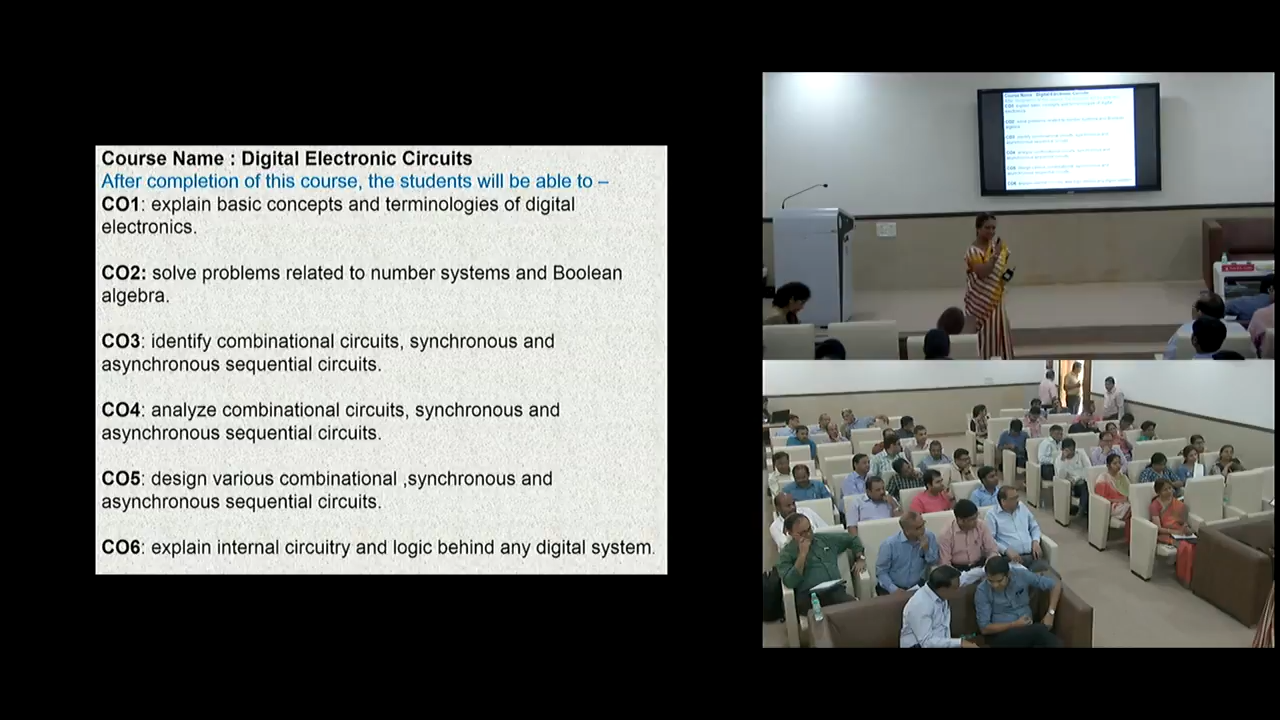 Course Name : Digital Electronic Circuits
After completion of this course, the students will be able to –
CO1: explain basic concepts and terminologies of digital
electronics.
CO2: solve problems related to number systems and Boolean
algebra.
CO3: identify combinational circuits, synchronous and
asynchronous sequential circuits.
CO4: analyze combinational circuits, synchronous and
asynchronous sequential circuits.
CO5: design various combinational ,synchronous and
asynchronous sequential circuits.
CO6: explain internal circuitry and logic behind any digital system.